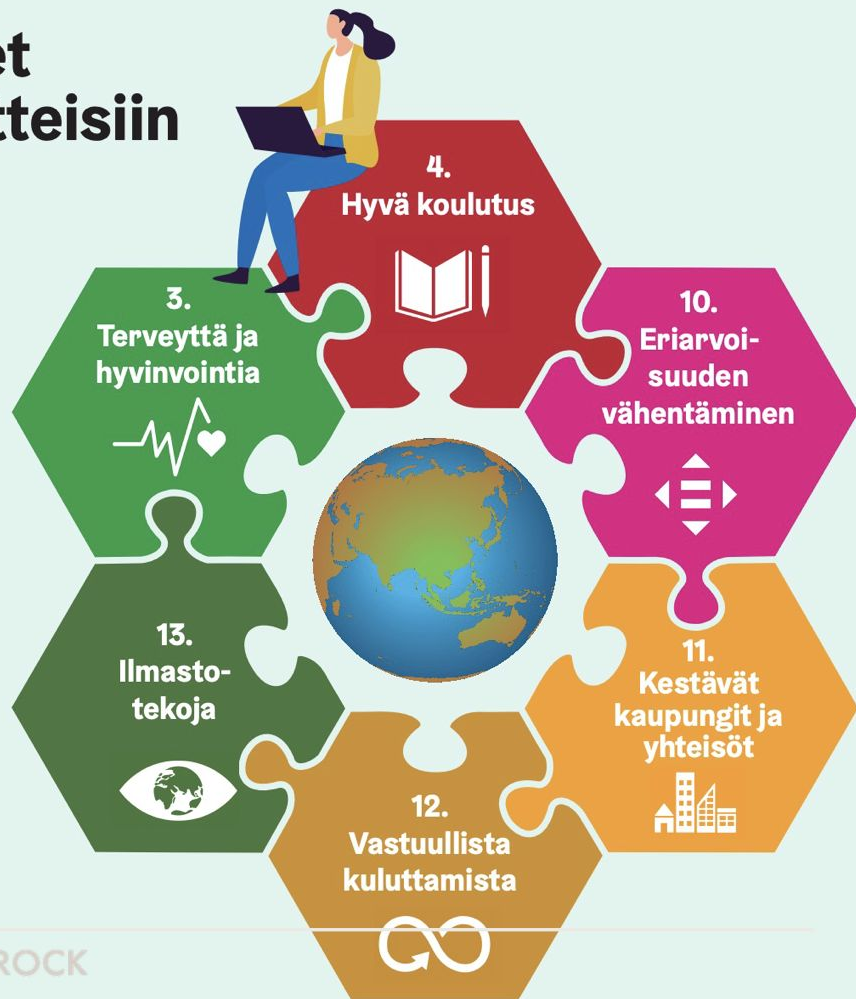 et
tteisiin
4.
Hyvä koulutus
3.
Terveyttä ja
hyvinvointia
10.
Eriarvoi-
suuden
vähentäminen
13.
Ilmasto-
tekoja
11.
Kestävät
kaupungit ja
yhteisöt
12.
Vastuullista
kuluttamista
ROCK